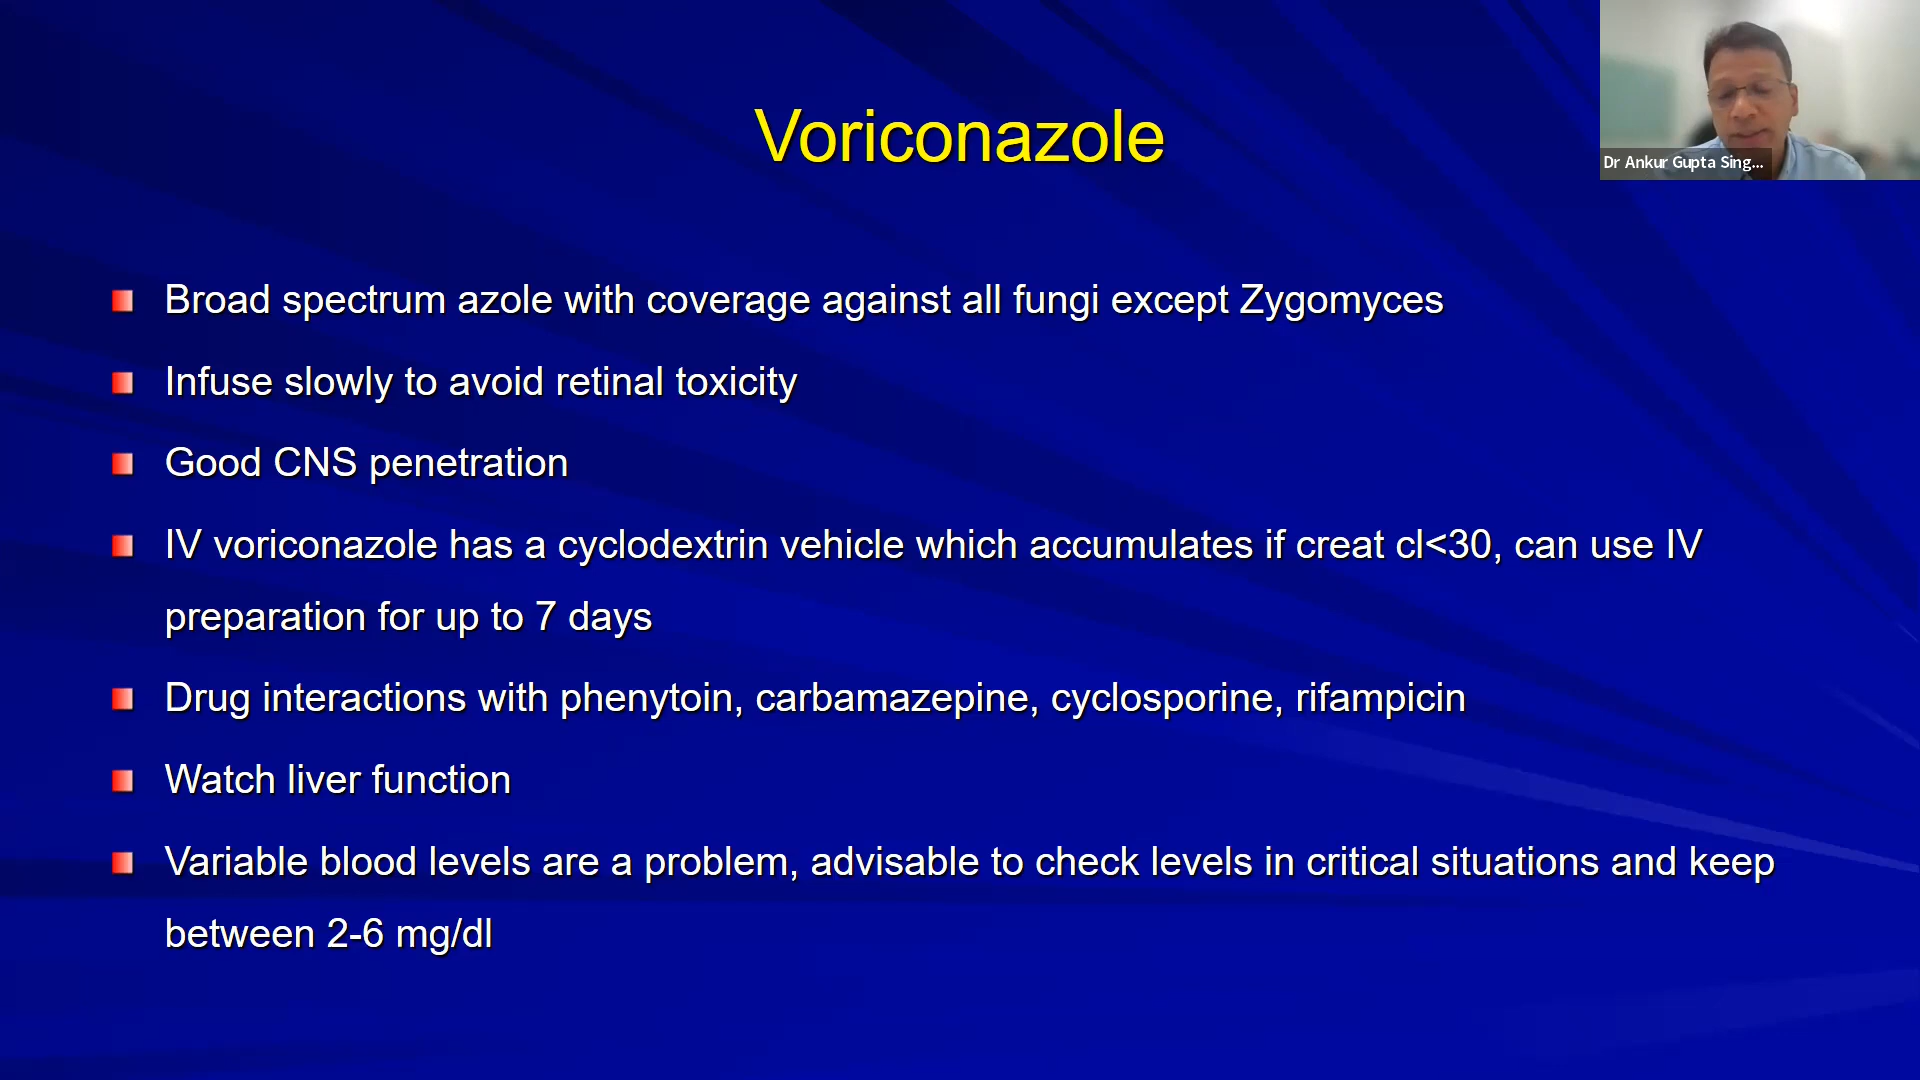 Voriconazole
Dr Ankur Gupta Sing...
Broad spectrum azole with coverage against all fungi except Zygomyces
Infuse slowly to avoid retinal toxicity
Good CNS penetration
IV voriconazole has a cyclodextrin vehicle which accumulates if creat cl<30, can use IV
preparation for up to 7 days
Drug interactions with phenytoin, carbamazepine, cyclosporine, rifampicin
Watch liver function
Variable blood levels are a problem, advisable to check levels in critical situations and keep
between 2-6 mg/dl